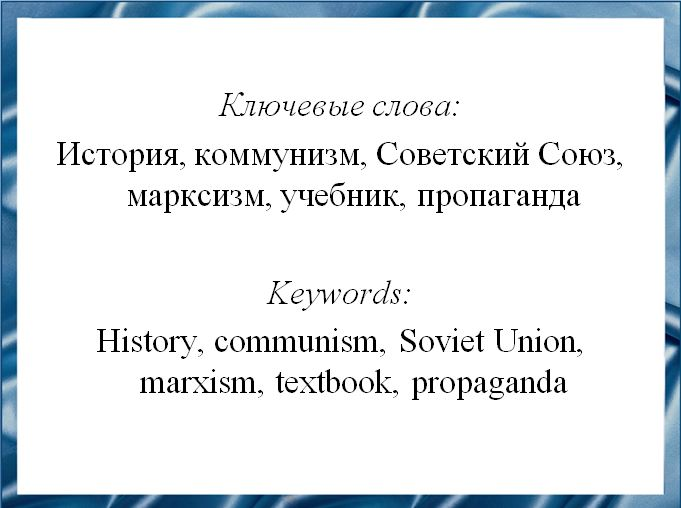 Ключевые слова:
История, коммунизм, Советский Союз,
марксизм, учебник, пропаганда
Keywords:
History, communism, Soviet Union,
marxism, textbook, propaganda